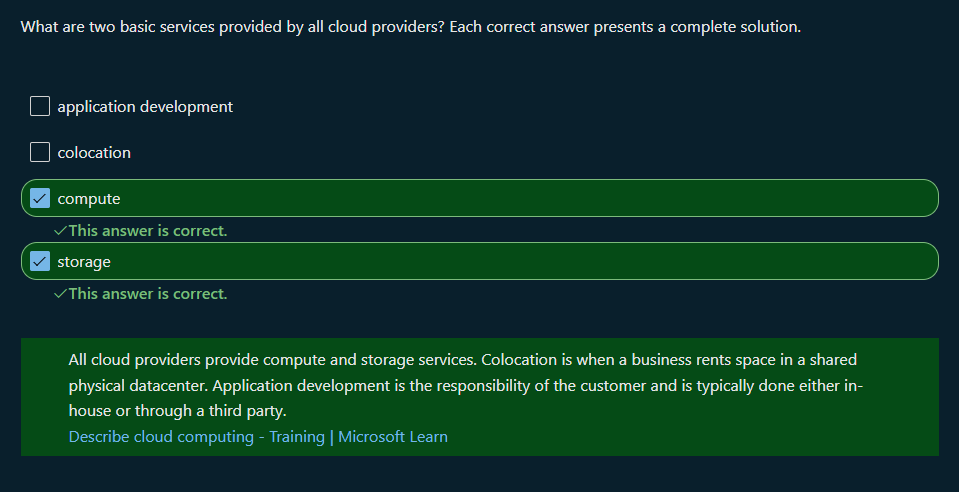 What are two basic services provided by all cloud providers? Each correct answer presents a complete solution.
application development
colocation
compute
This answer is correct.
storage
This answer is correct.
All cloud providers provide compute and storage services. Colocation is when a business rents space in a shared
physical datacenter. Application development is the responsibility of the customer and is typically done either in-
house or through a third party.
Describe cloud computing - Training | Microsoft Learn